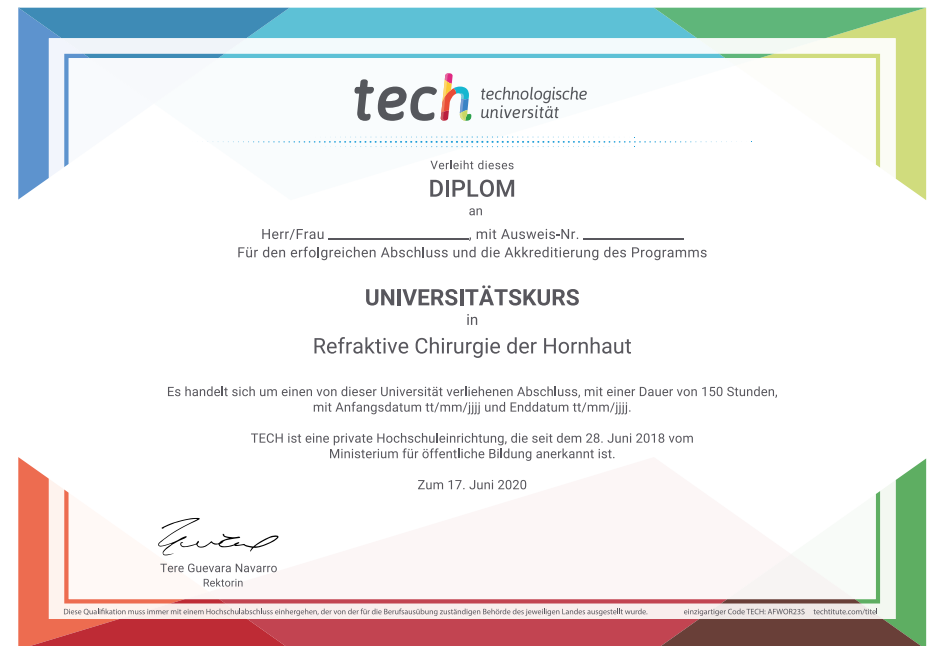 tech technologische
universität
Verleiht dieses
DIPLOM
an
Herr/Frau ____________, mit Ausweis-Nr. ____________
Für den erfolgreichen Abschluss und die Akkreditierung des Programms
UNIVERSITÄTSKURS
in
Refraktive Chirurgie der Hornhaut
Es handelt sich um einen von dieser Universität verliehenen Abschluss, mit einer Dauer von 150 Stunden,
mit Anfangsdatum tt/mm/jjjj und Enddatum tt/mm/jjjj.
TECH ist eine private Hochschuleinrichtung, die seit dem 28. Juni 2018 vom
Ministerium für öffentliche Bildung anerkannt ist.
Zum 17. Juni 2020
Tere Guevara Navarro
Rektorin
Diese Qualifikation muss immer mit einem Hochschulabschluss einhergehen, der von der für die Berufsausübung zuständigen Behörde des jeweiligen Landes ausgestellt wurde. einzigartiger Code TECH: AFWOR23S techtitute.com/titel